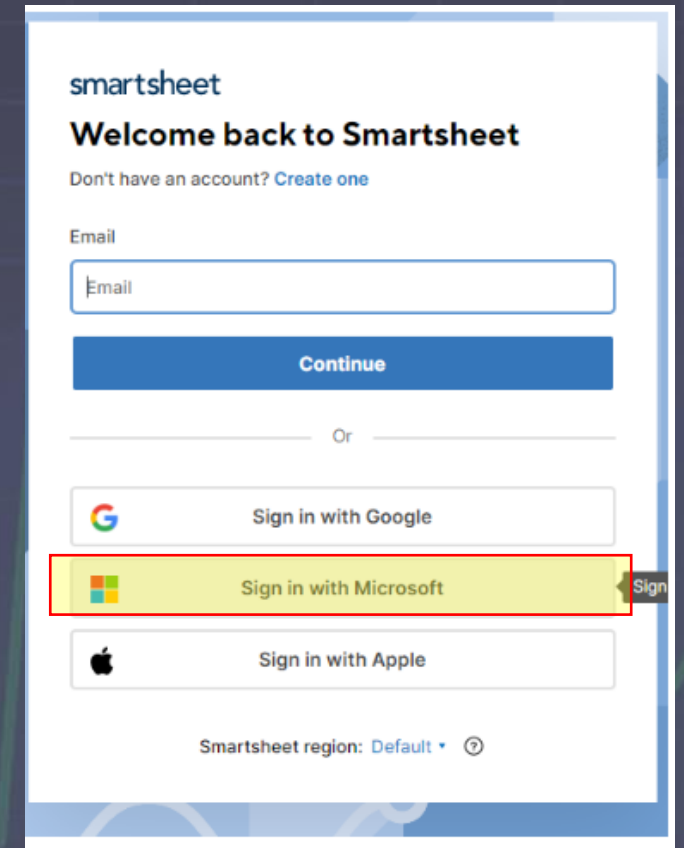 smartsheet
Welcome back to Smartsheet
Don't have an account? Create one
Email
Email
Continue
Or
Sign in with Google
Sign in with Microsoft
Sign
Sign in with Apple
Smartsheet region: Default